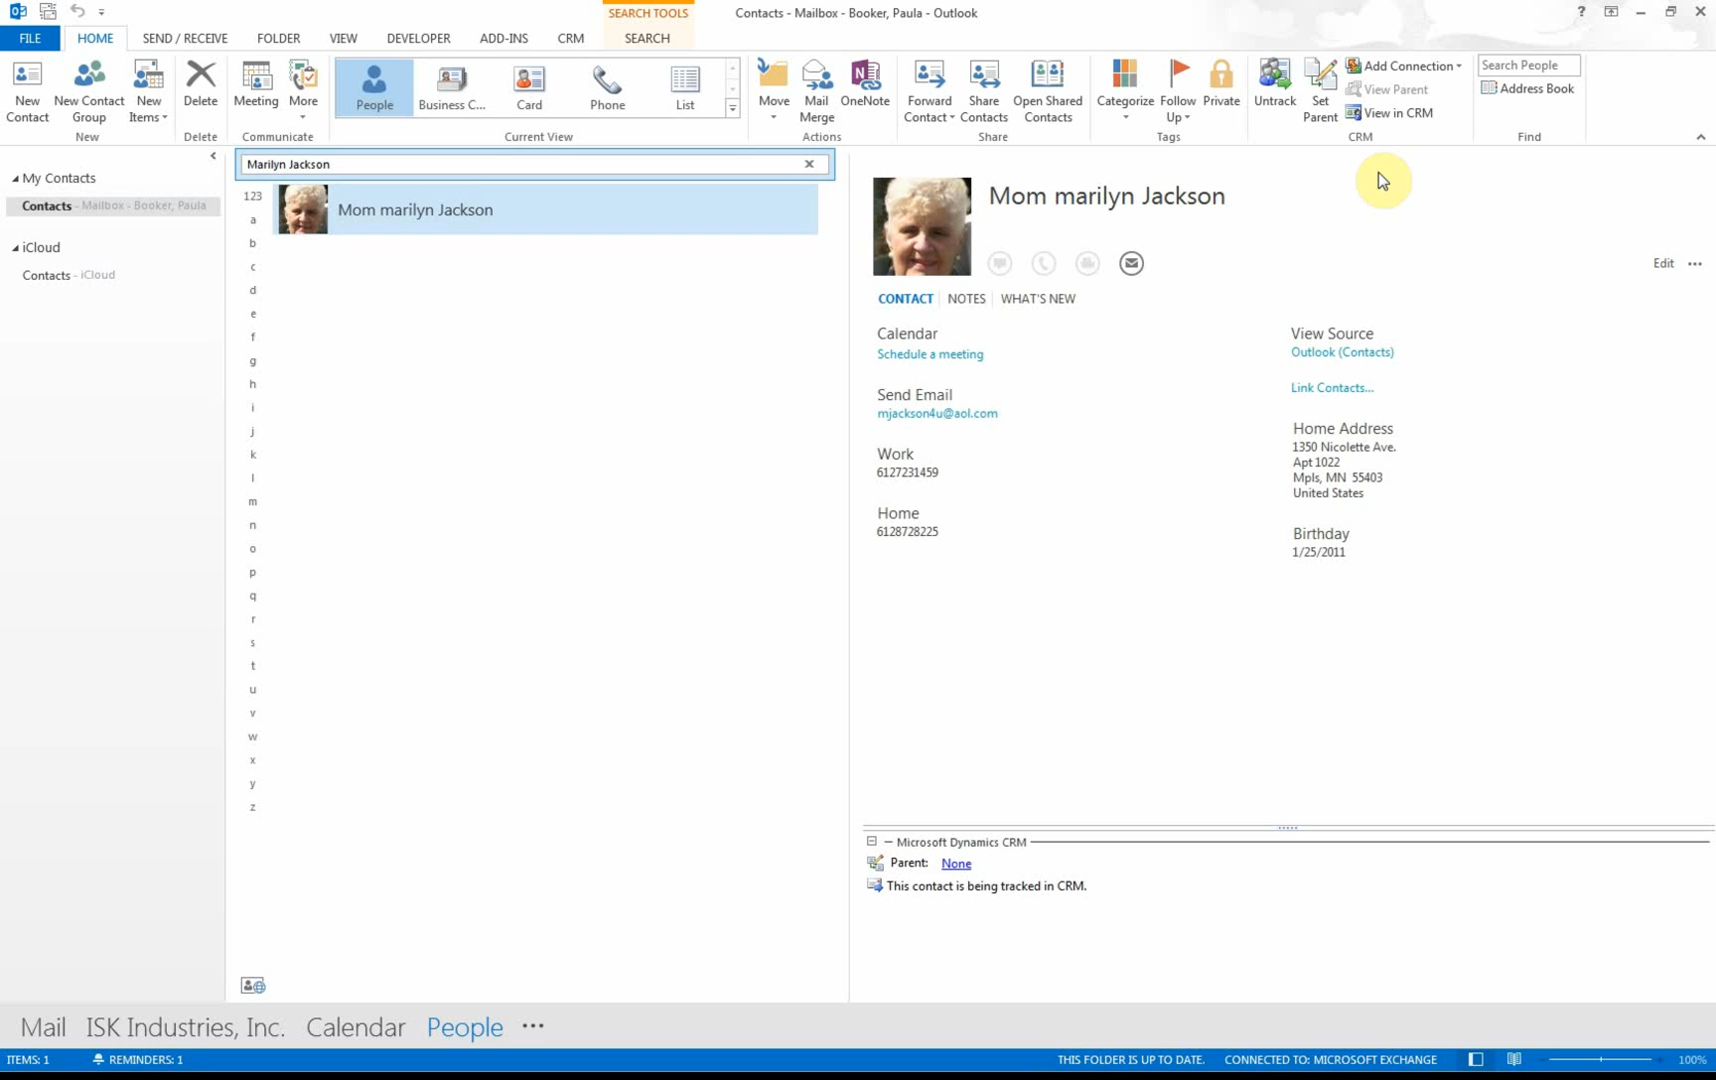 SEARCH TOOLS
Contacts - Mailbox - Booker, Paula - Outlook
?
FILE HOME SEND / RECEIVE FOLDER VIEW DEVELOPER ADD-INS CRM SEARCH
New Contact
New Contact Group
New Items
New
Delete
Delete
Meeting
More
Communicate
People
Business C...
Card
Phone
List
Current View
Move
Mail Merge
OneNote
Actions
Forward Contact
Share Contacts
Open Shared Contacts
Share
Categorize
Follow Up
Private
Tags
Untrack
Set Parent
Add Connection
View Parent
View in CRM
CRM
Search People
Address Book
Find
My Contacts
Contacts - Mailbox - Booker, Paula
iCloud
Contacts - iCloud
Marilyn Jackson
123
a
b
c
d
e
f
g
h
i
j
k
l
m
n
o
p
q
r
s
t
u
v
w
x
y
z
Mom marilyn Jackson
Mom marilyn Jackson
Edit
CONTACT NOTES WHAT'S NEW
Calendar
Schedule a meeting
Send Email
mjackson4u@aol.com
Work
6127231459
Home
6128728225
View Source
Outlook (Contacts)
Link Contacts...
Home Address
1350 Nicolette Ave.
Apt 1022
Mpls, MN 55403
United States
Birthday
1/25/2011
Microsoft Dynamics CRM
Parent: None
This contact is being tracked in CRM.
Mail ISK Industries, Inc. Calendar People •••
ITEMS: 1 REMINDERS: 1
THIS FOLDER IS UP TO DATE. CONNECTED TO: MICROSOFT EXCHANGE 100%